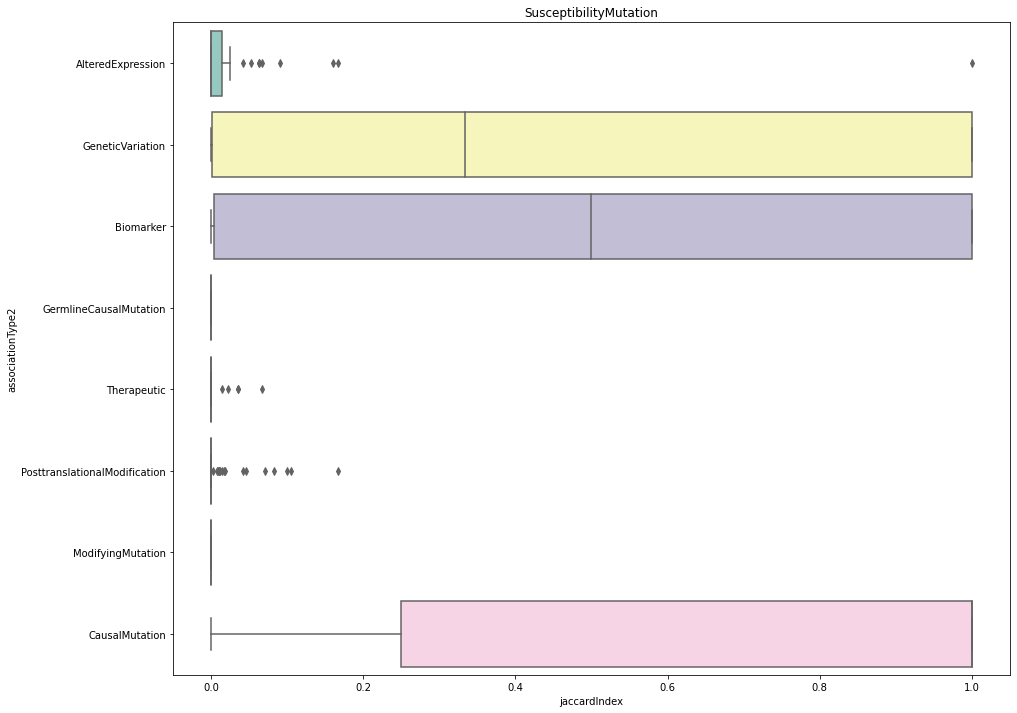 SusceptibilityMutation
AlteredExpression
GeneticVariation
Biomarker
GermlineCausalMutation
associationType2
Therapeutic
PosttranslationalModification
ModifyingMutation
CausalMutation
0.0 0.2 0.4 0.6 0.8 1.0
jaccardIndex